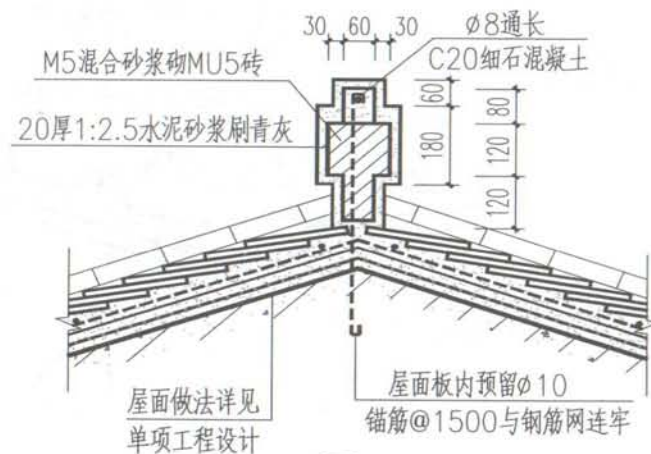 30 60 30
ø8通长
C20细石混凝土
M5混合砂浆砌MU5砖
20厚1:2.5水泥砂浆刷青灰
60
180
80
120
120
屋面做法详见
单项工程设计
屋面板内预留ø10
锚筋@1500与钢筋网连牢